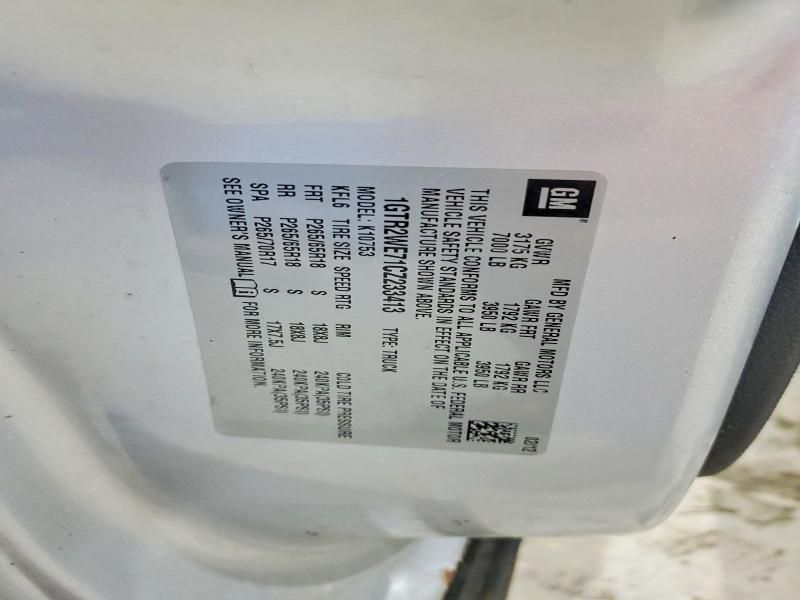 GM ®
MFD BY GENERAL MOTORS LLC 02/12
GVWR GAWR FRT GAWR RR
3175 KG 1792 KG 1792 KG
7000 LB 3950 LB 3950 LB
THIS VEHICLE CONFORMS TO ALL APPLICABLE U.S. FEDERAL MOTOR
VEHICLE SAFETY STANDARDS IN EFFECT ON THE DATE OF
MANUFACTURE SHOWN ABOVE.
1GTR2WE71CZ233413 TYPE: TRUCK
MODEL: K10753
KFL6 TIRE SIZE SPEED RTG RIM COLD TIRE PRESSURE
FRT P265/65R18 S 18X8J 240KPA(35PSI)
RR P265/65R18 S 18X8J 240KPA(35PSI)
SPA P265/70R17 S 17X7.5J 240KPA(35PSI)
SEE OWNER'S MANUAL FOR MORE INFORMATION.